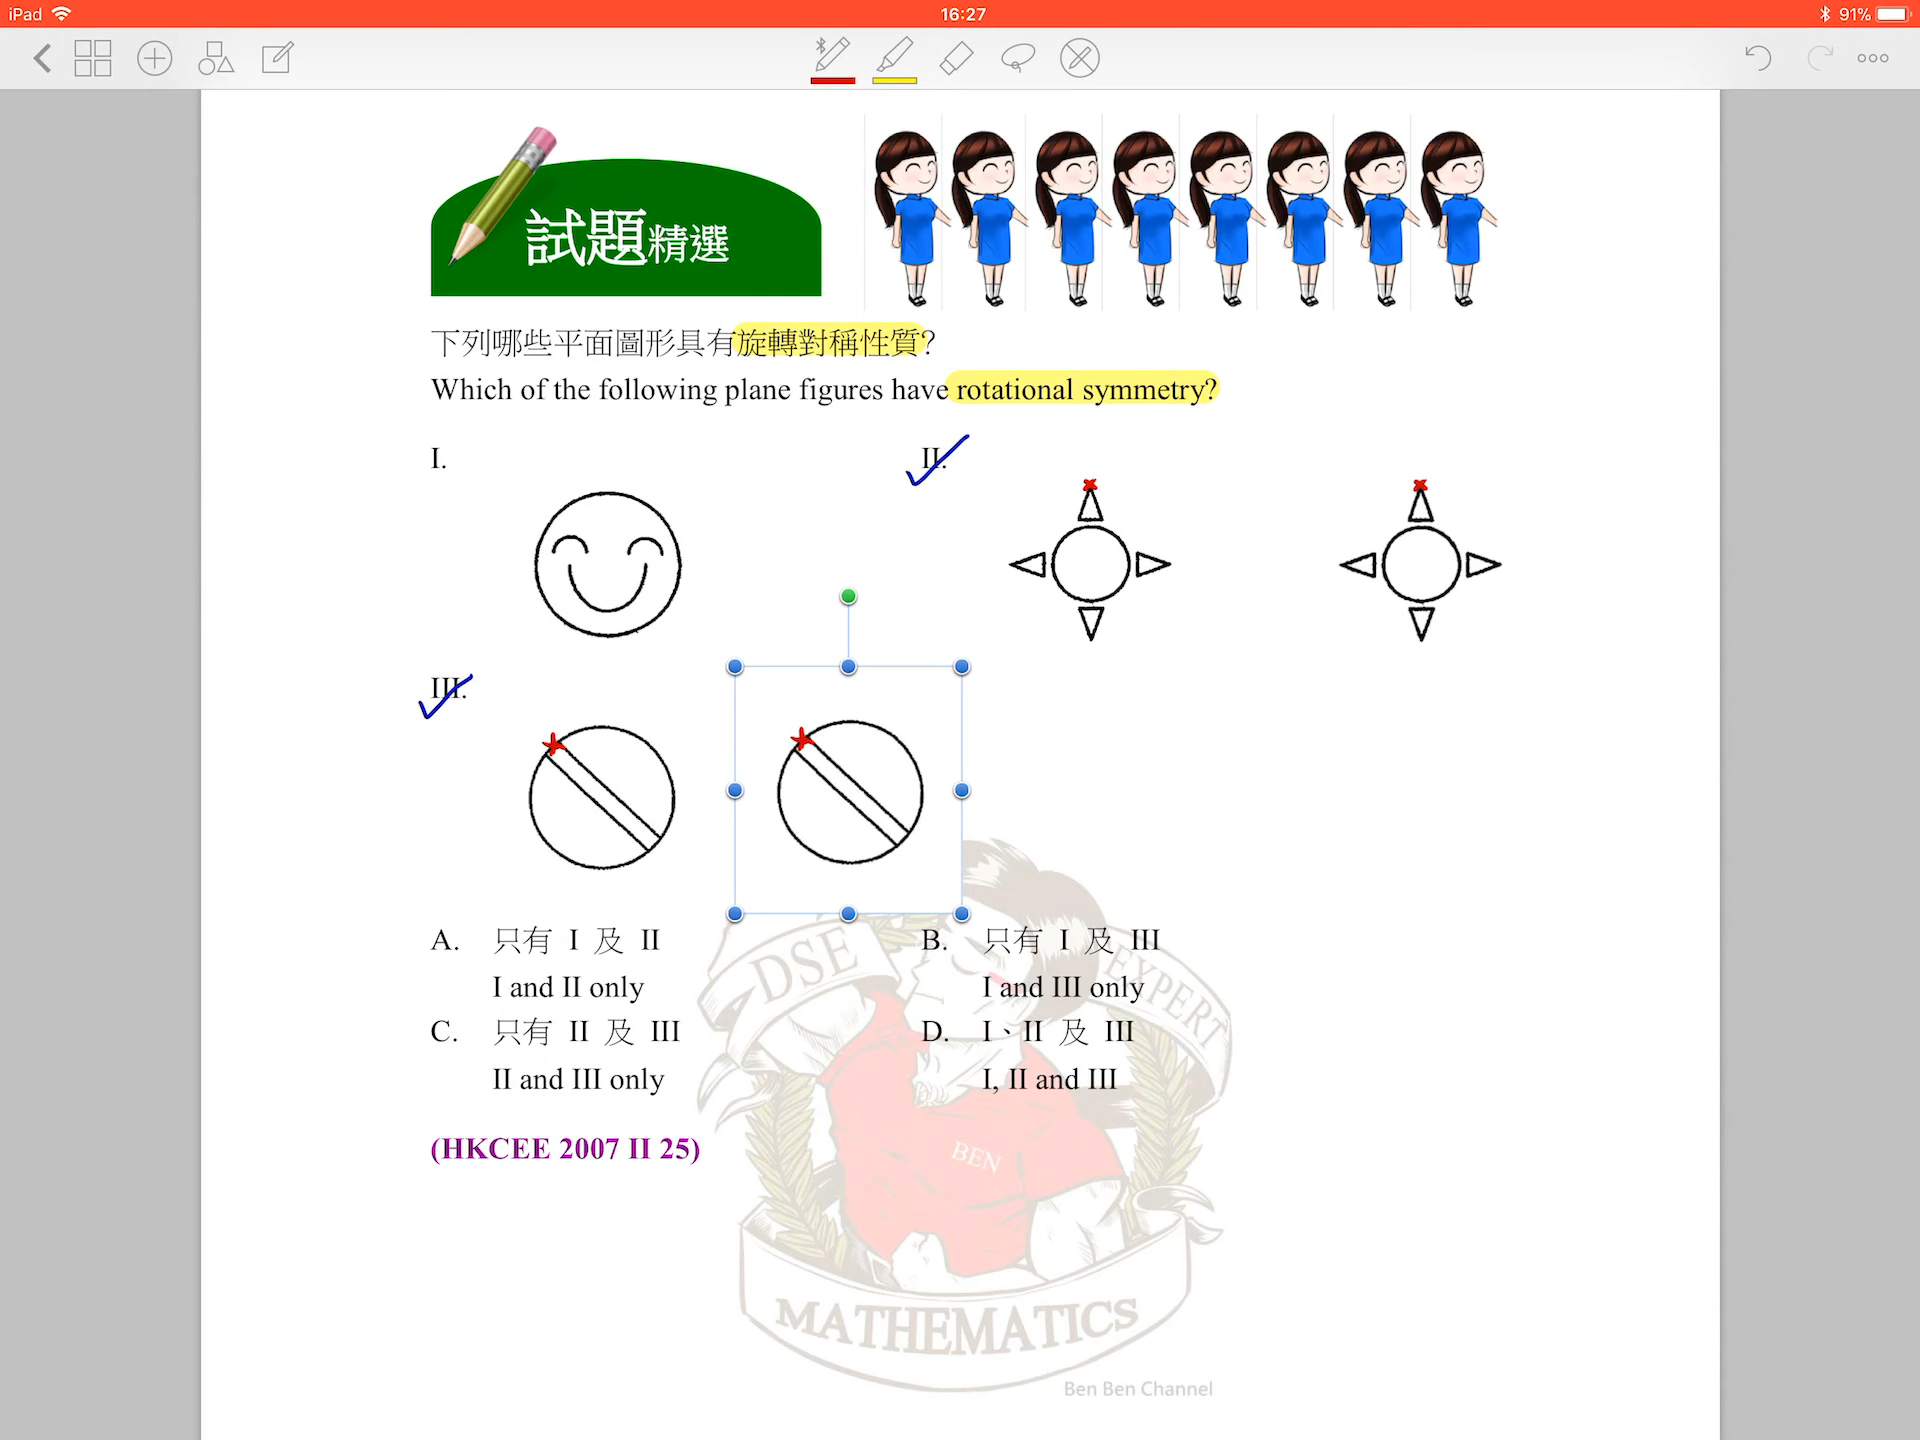 iPad
16:27
91%
試題精選
下列哪些平面圖形具有旋轉對稱性質?
Which of the following plane figures have rotational symmetry?
I.
II.
III.
A. 只有 I 及 II
I and II only
B. 只有 I 及 III
I and III only
C. 只有 II 及 III
II and III only
D. I、II 及 III
I, II and III
(HKCEE 2007 II 25)
DSE
EXPERT
BEN
MATHEMATICS
Ben Ben Channel